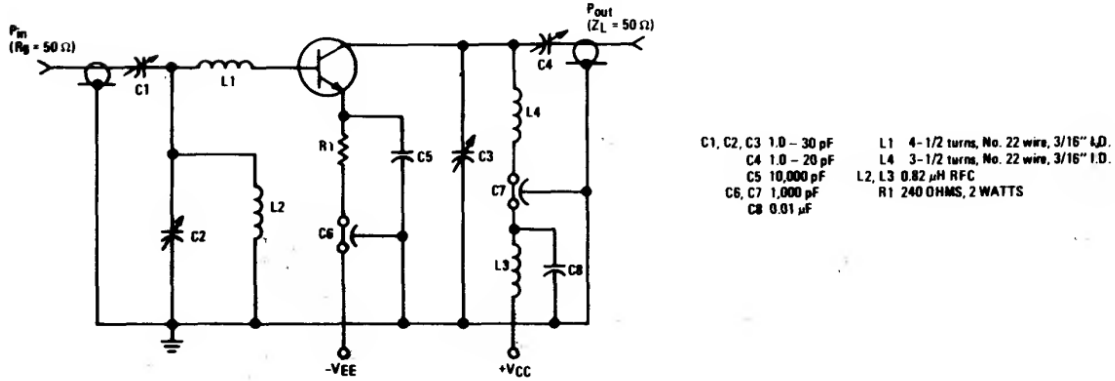 Pin
(Rg = 50 Ω)
Pout
(ZL = 50 Ω)
C1
L1
C4
L4
R1
C5
C3
C7
L2
C6
C2
L3
C8
–VEE
+VCC
C1, C2, C3 1.0 – 30 pF
C4 1.0 – 20 pF
C5 10,000 pF
C6, C7 1,000 pF
C8 0.01 μF
L1 4-1/2 turns, No. 22 wire, 3/16" I.D.
L4 3-1/2 turns, No. 22 wire, 3/16" I.D.
L2, L3 0.82 μH RFC
R1 240 OHMS, 2 WATTS